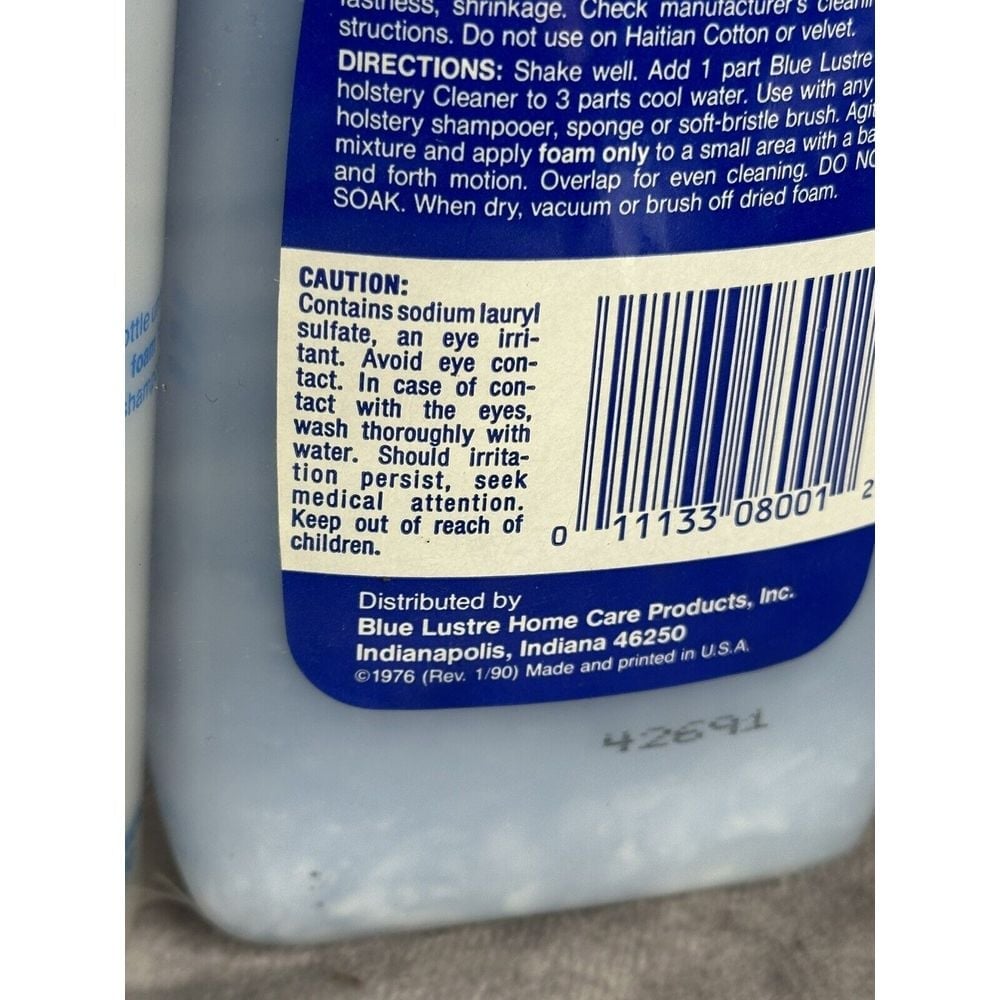 fastness, shrinkage. Check manufacturer's
structions. Do not use on Haitian Cotton or velvet.
DIRECTIONS: Shake well. Add 1 part Blue Lustre
holstery Cleaner to 3 parts cool water. Use with any
holstery shampooer, sponge or soft-bristle brush.
mixture and apply foam only to a small area with a
and forth motion. Overlap for even cleaning. DO
SOAK. When dry, vacuum or brush off dried foam.
CAUTION:
Contains sodium lauryl
sulfate, an eye irri-
tant. Avoid eye con-
tact. In case of con-
tact with the eyes,
wash thoroughly with
water. Should irrita-
tion persist, seek
medical attention.
Keep out of reach of
children.
0 11133 08001 2
Distributed by
Blue Lustre Home Care Products, Inc.
Indianapolis, Indiana 46250
©1976 (Rev. 1/90) Made and printed in U.S.A.
42691
foam